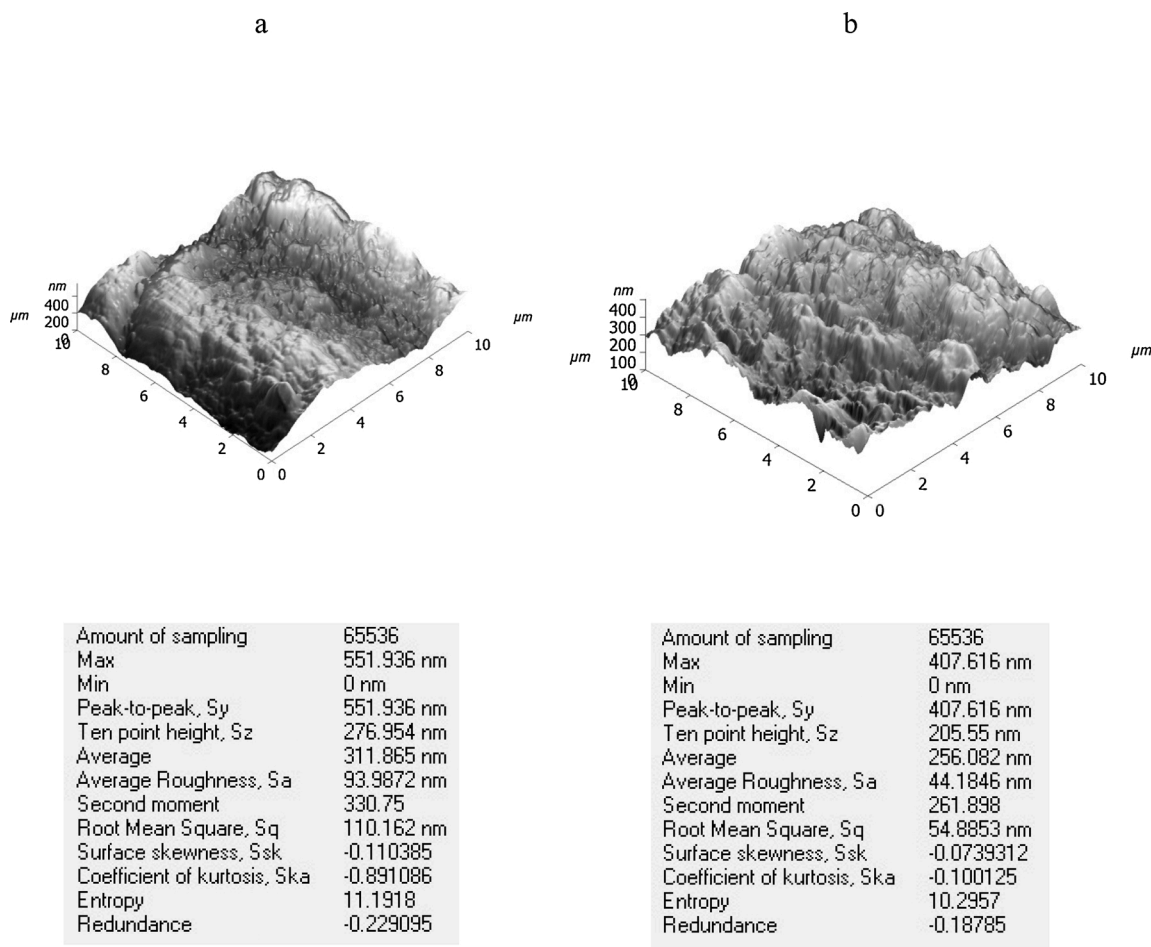 a
b
nm
400
200
0
μm
10
8
6
4
2
0
0
2
4
6
8
10
μm
nm
400
300
200
100
0
μm
10
8
6
4
2
0
0
2
4
6
8
10
μm
Amount of sampling 65536
Max 551.936 nm
Min 0 nm
Peak-to-peak, Sy 551.936 nm
Ten point height, Sz 276.954 nm
Average 311.865 nm
Average Roughness, Sa 93.9872 nm
Second moment 330.75
Root Mean Square, Sq 110.162 nm
Surface skewness, Ssk -0.110385
Coefficient of kurtosis, Ska -0.891086
Entropy 11.1918
Redundance -0.229095
Amount of sampling 65536
Max 407.616 nm
Min 0 nm
Peak-to-peak, Sy 407.616 nm
Ten point height, Sz 205.55 nm
Average 256.082 nm
Average Roughness, Sa 44.1846 nm
Second moment 261.898
Root Mean Square, Sq 54.8853 nm
Surface skewness, Ssk -0.0739312
Coefficient of kurtosis, Ska -0.100125
Entropy 10.2957
Redundance -0.18785